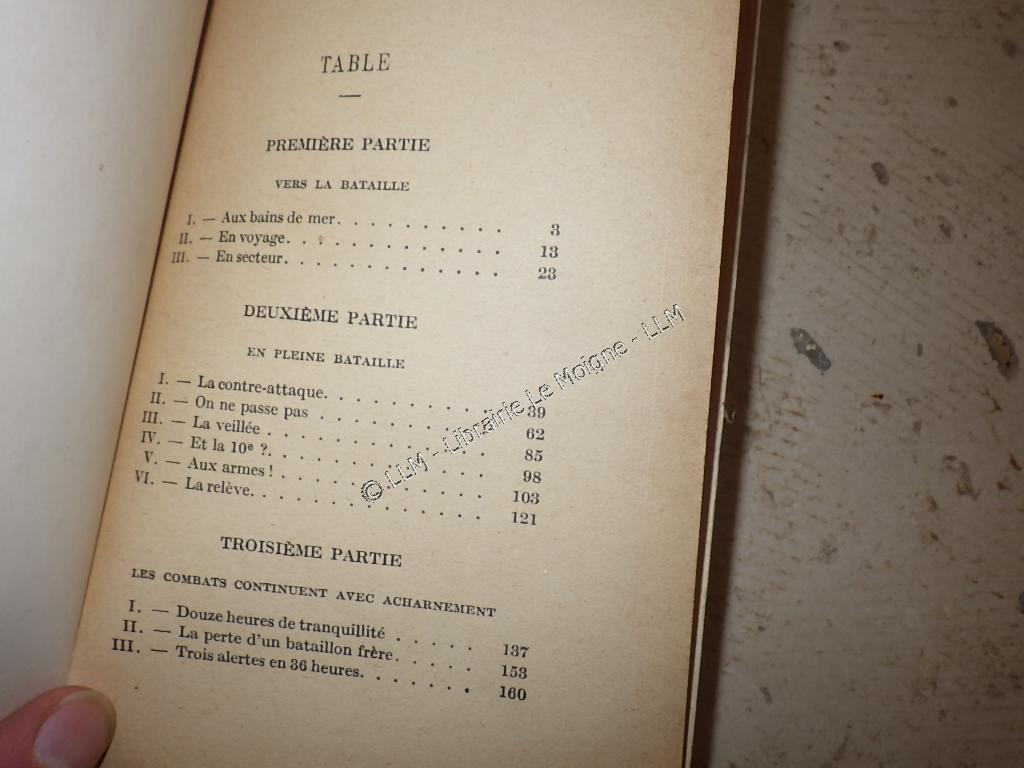 TABLE
PREMIÈRE PARTIE
VERS LA BATAILLE
I. — Aux bains de mer. . . . . . . . . . . 3
II. — En voyage. . . . . . . . . . . . . 13
III. — En secteur. . . . . . . . . . . . . 23
DEUXIÈME PARTIE
EN PLEINE BATAILLE
I. — La contre-attaque. . . . . . . . . . 39
II. — On ne passe pas . . . . . . . . . . 62
III. — La veillée . . . . . . . . . . . . 85
IV. — Et la 10e ?. . . . . . . . . . . . 98
V. — Aux armes ! . . . . . . . . . . . 103
VI. — La relève. . . . . . . . . . . . 121
TROISIÈME PARTIE
LES COMBATS CONTINUENT AVEC ACHARNEMENT
I. — Douze heures de tranquillité . . . . . 137
II. — La perte d'un bataillon frère. . . . . 153
III. — Trois alertes en 36 heures. . . . . . . 160
© LLM - Librairie Le Moigne - LLM